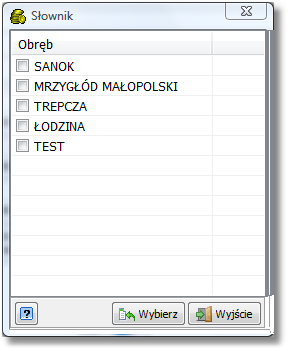 Słownik
Obręb
SANOK
MRZYGŁÓD MAŁOPOLSKI
TREPCZA
ŁODZINA
TEST
? Wybierz Wyjście